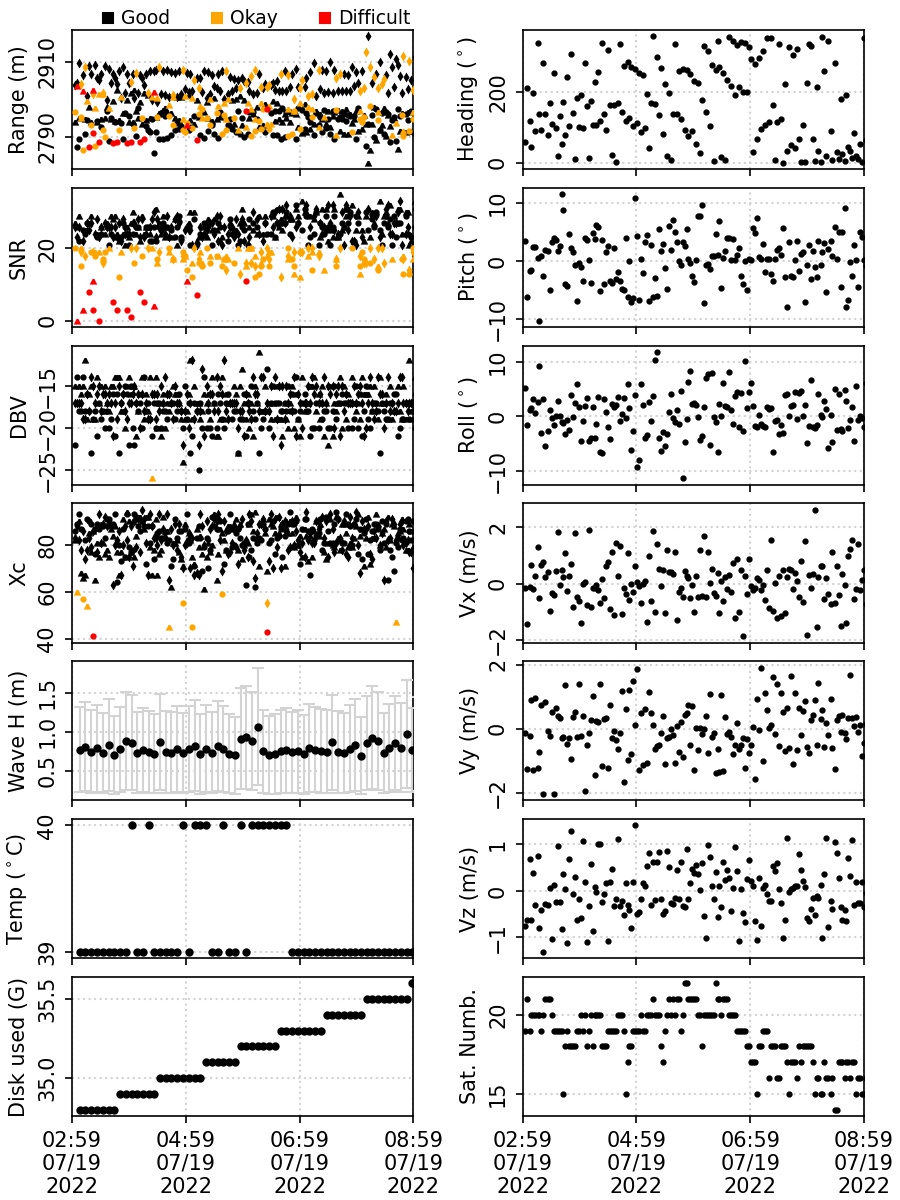 Good Okay Difficult
Range (m)
2910
2790
Heading (°)
200
0
SNR
20
0
Pitch (°)
10
0
−10
DBV
−15
−20
−25
Roll (°)
10
0
−10
Xc
80
60
40
Vx (m/s)
2
0
−2
Wave H (m)
1.5
1.0
0.5
Vy (m/s)
2
0
−2
Temp (°C)
40
39
Vz (m/s)
1
0
−1
Disk used (G)
35.5
35.0
Sat. Numb.
20
15
02:59 04:59 06:59 08:59 02:59 04:59 06:59 08:59
07/19 07/19 07/19 07/19 07/19 07/19 07/19 07/19
2022 2022 2022 2022 2022 2022 2022 2022